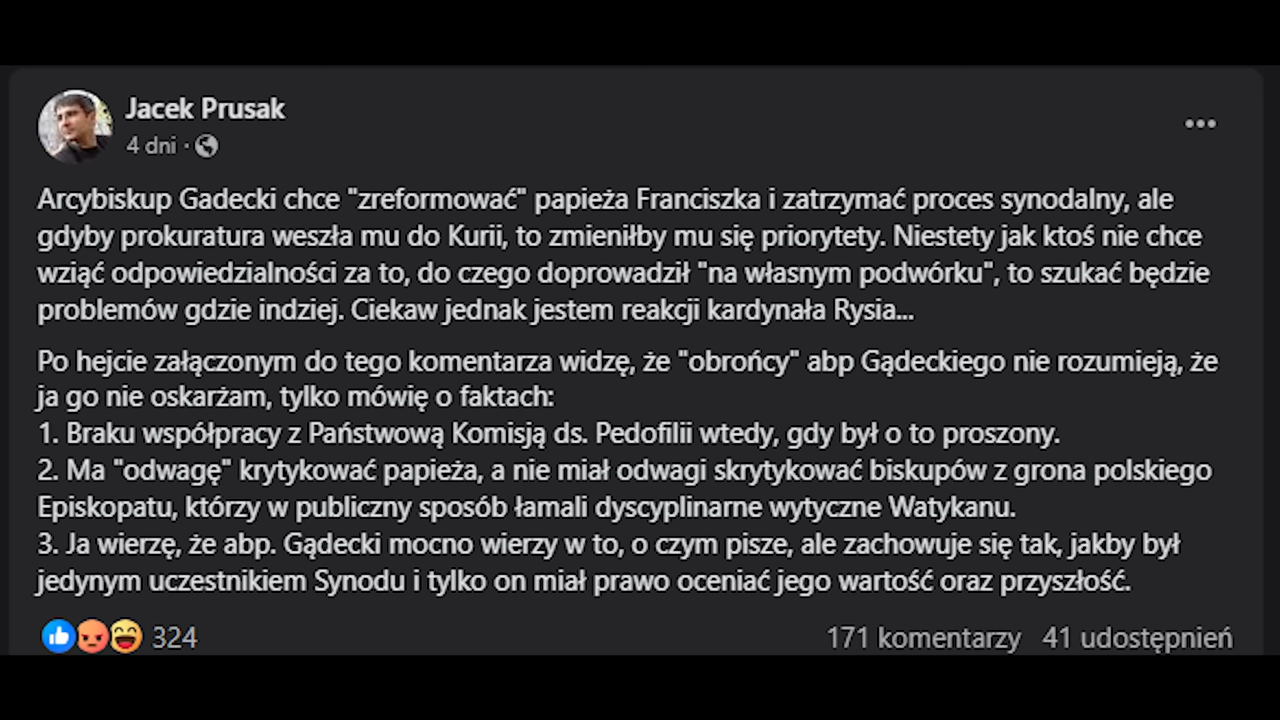 Jacek Prusak
4 dni ·
Arcybiskup Gadecki chce "zreformować" papieża Franciszka i zatrzymać proces synodalny, ale
gdyby prokuratura weszła mu do Kurii, to zmieniłby mu się priorytety. Niestety jak ktoś nie chce
wziąć odpowiedzialności za to, do czego doprowadził "na własnym podwórku", to szukać będzie
problemów gdzie indziej. Ciekaw jednak jestem reakcji kardynała Rysia...
Po hejcie załączonym do tego komentarza widzę, że "obrońcy" abp Gądeckiego nie rozumieją, że
ja go nie oskarżam, tylko mówię o faktach:
1. Braku współpracy z Państwową Komisją ds. Pedofilii wtedy, gdy był o to proszony.
2. Ma "odwagę" krytykować papieża, a nie miał odwagi skrytykować biskupów z grona polskiego
Episkopatu, którzy w publiczny sposób łamali dyscyplinarne wytyczne Watykanu.
3. Ja wierzę, że abp. Gądecki mocno wierzy w to, o czym pisze, ale zachowuje się tak, jakby był
jedynym uczestnikiem Synodu i tylko on miał prawo oceniać jego wartość oraz przyszłość.
324 171 komentarzy 41 udostępnień